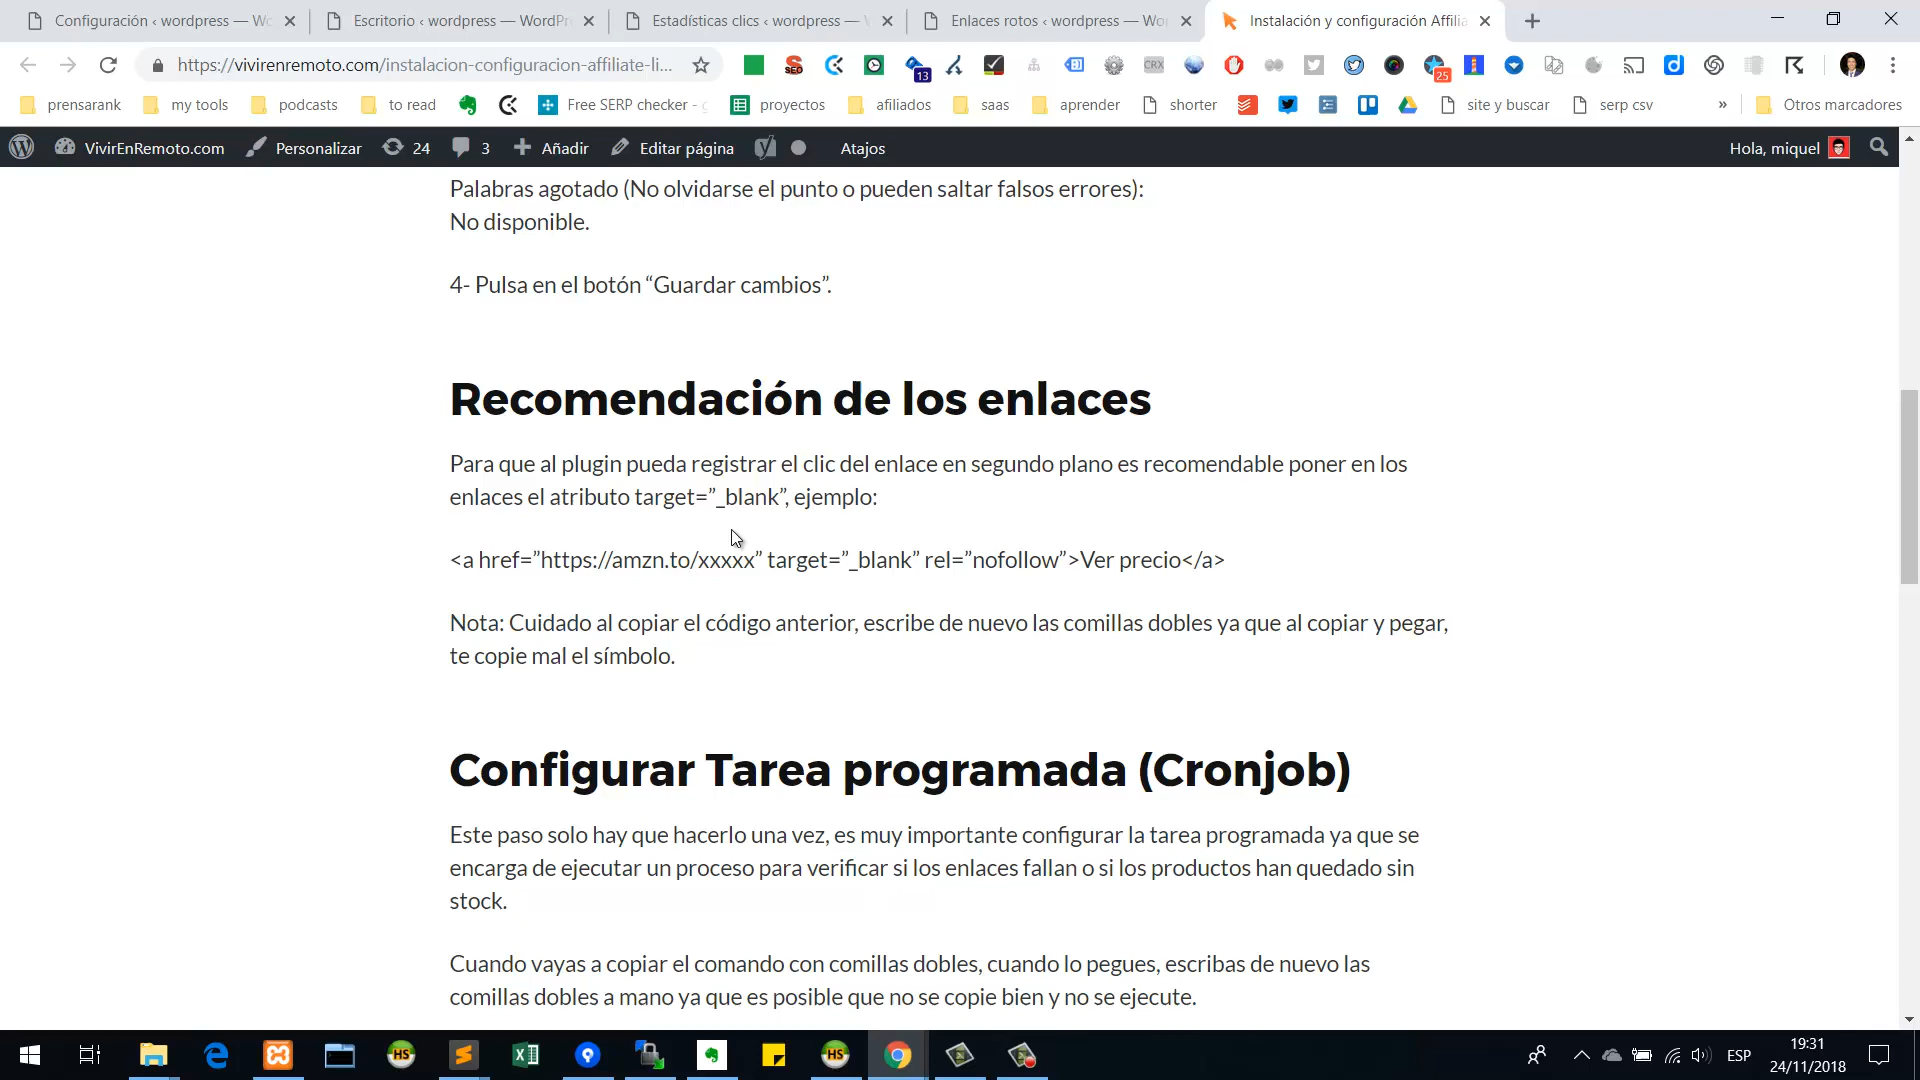 Configuración ‹ wordpress — Wo
Escritorio ‹ wordpress — WordPr
Estadísticas clics ‹ wordpress — 
Enlaces rotos ‹ wordpress — Wo
Instalación y configuración Affilia
https://vivirenremoto.com/instalacion-configuracion-affiliate-li...
SEO
13
CRX
25
prensarank
my tools
podcasts
to read
Free SERP checker -
proyectos
afiliados
saas
aprender
shorter
site y buscar
serp csv
»
Otros marcadores
VivirEnRemoto.com
Personalizar
24
3
Añadir
Editar página
Atajos
Hola, miquel
Palabras agotado (No olvidarse el punto o pueden saltar falsos errores):
No disponible.
4- Pulsa en el botón “Guardar cambios”.
Recomendación de los enlaces
Para que al plugin pueda registrar el clic del enlace en segundo plano es recomendable poner en los
enlaces el atributo target=”_blank”, ejemplo:
<a href=”https://amzn.to/xxxxx” target=”_blank” rel=”nofollow”>Ver precio</a>
Nota: Cuidado al copiar el código anterior, escribe de nuevo las comillas dobles ya que al copiar y pegar,
te copie mal el símbolo.
Configurar Tarea programada (Cronjob)
Este paso solo hay que hacerlo una vez, es muy importante configurar la tarea programada ya que se
encarga de ejecutar un proceso para verificar si los enlaces fallan o si los productos han quedado sin
stock.
Cuando vayas a copiar el comando con comillas dobles, cuando lo pegues, escribas de nuevo las
comillas dobles a mano ya que es posible que no se copie bien y no se ejecute.
HS
HS
ESP
19:31
24/11/2018